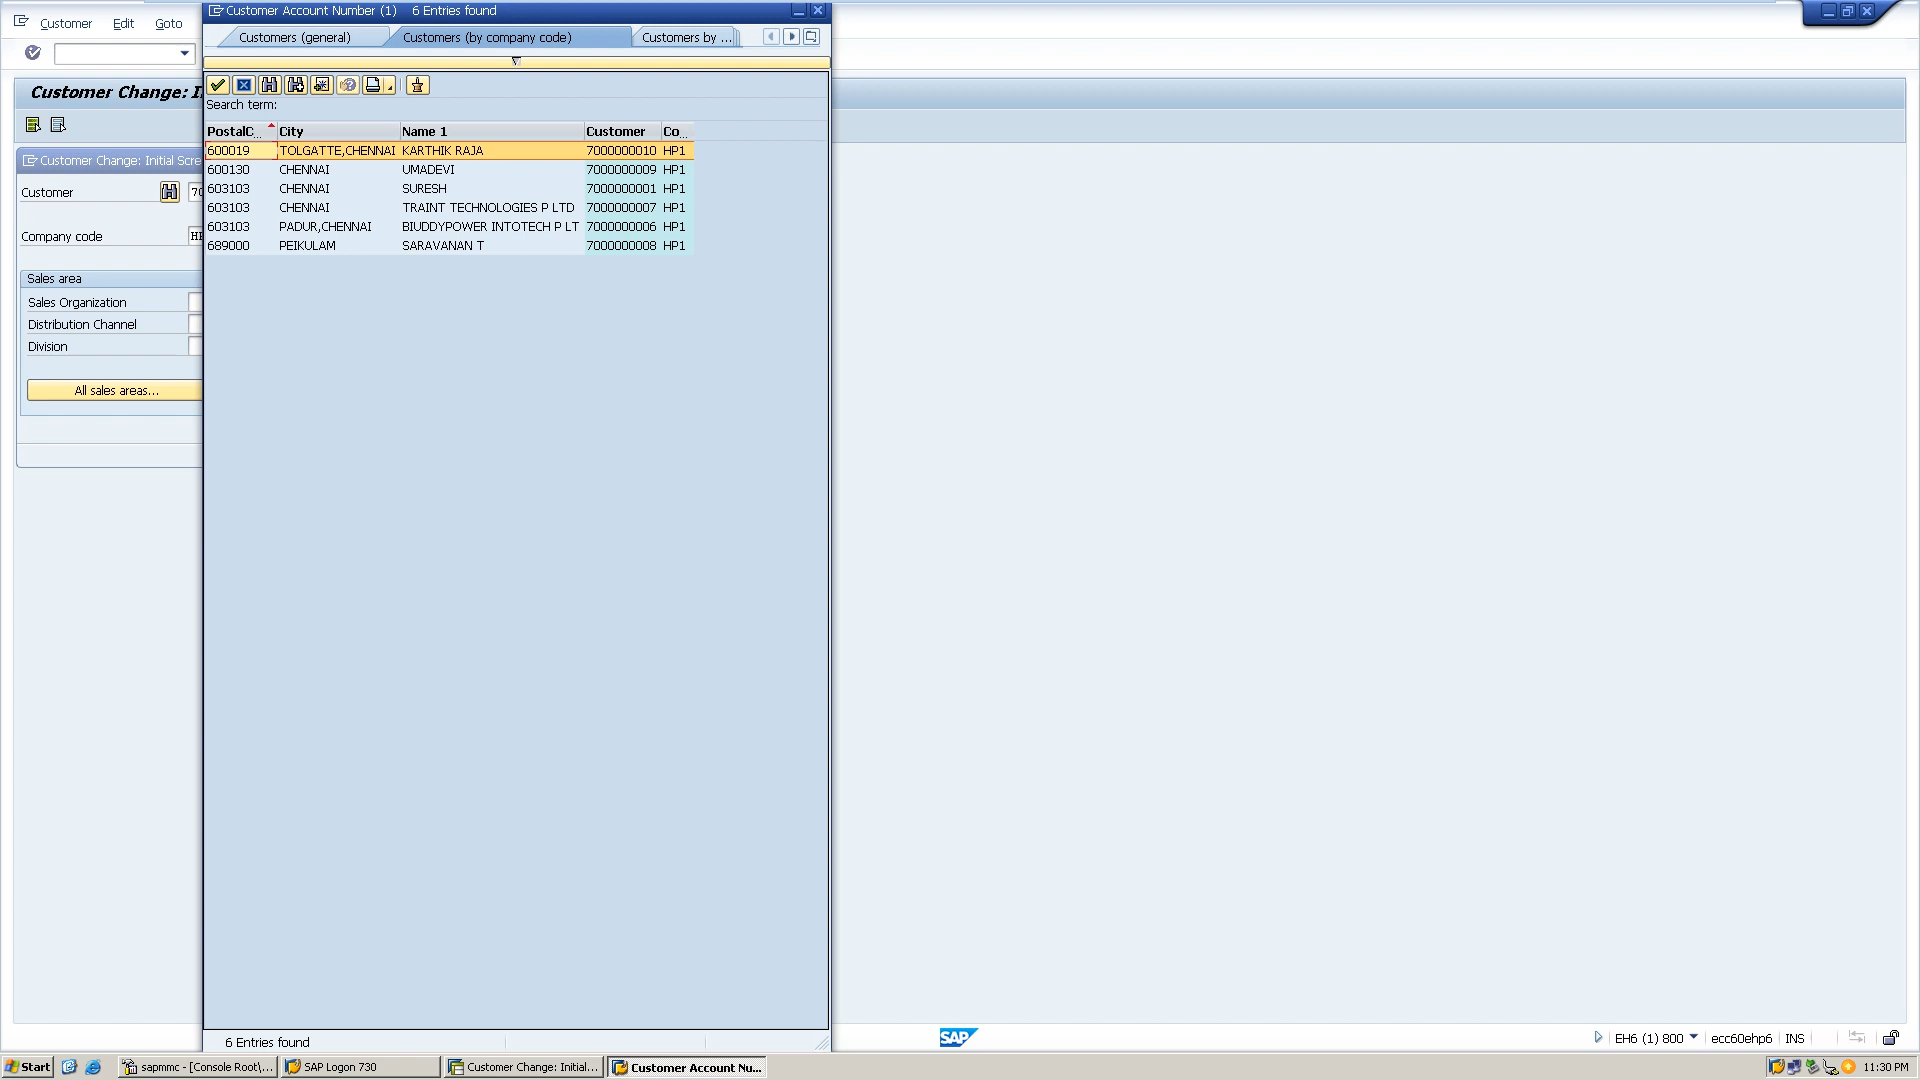 Customer Account Number (1) 6 Entries found
Customer Edit Goto
Customers (general) Customers (by company code) Customers by ...
Customer Change:
Search term:
PostalC... City Name 1 Customer Co...
600019 TOLGATTE,CHENNAI KARTHIK RAJA 7000000010 HP1
600130 CHENNAI UMADEVI 7000000009 HP1
603103 CHENNAI SURESH 7000000001 HP1
603103 CHENNAI TRAINT TECHNOLOGIES P LTD 7000000007 HP1
603103 PADUR,CHENNAI BIUDDYPOWER INTOTECH P LT 7000000006 HP1
689000 PEIKULAM SARAVANAN T 7000000008 HP1
Customer Change: Initial Scre
Customer 70
Company code
Sales area
Sales Organization
Distribution Channel
Division
All sales areas...
6 Entries found
SAP
EH6 (1) 800 ecc60ehp6 INS
Start sapmmc - [Console Root\... SAP Logon 730 Customer Change: Initial... Customer Account Nu... 11:30 PM